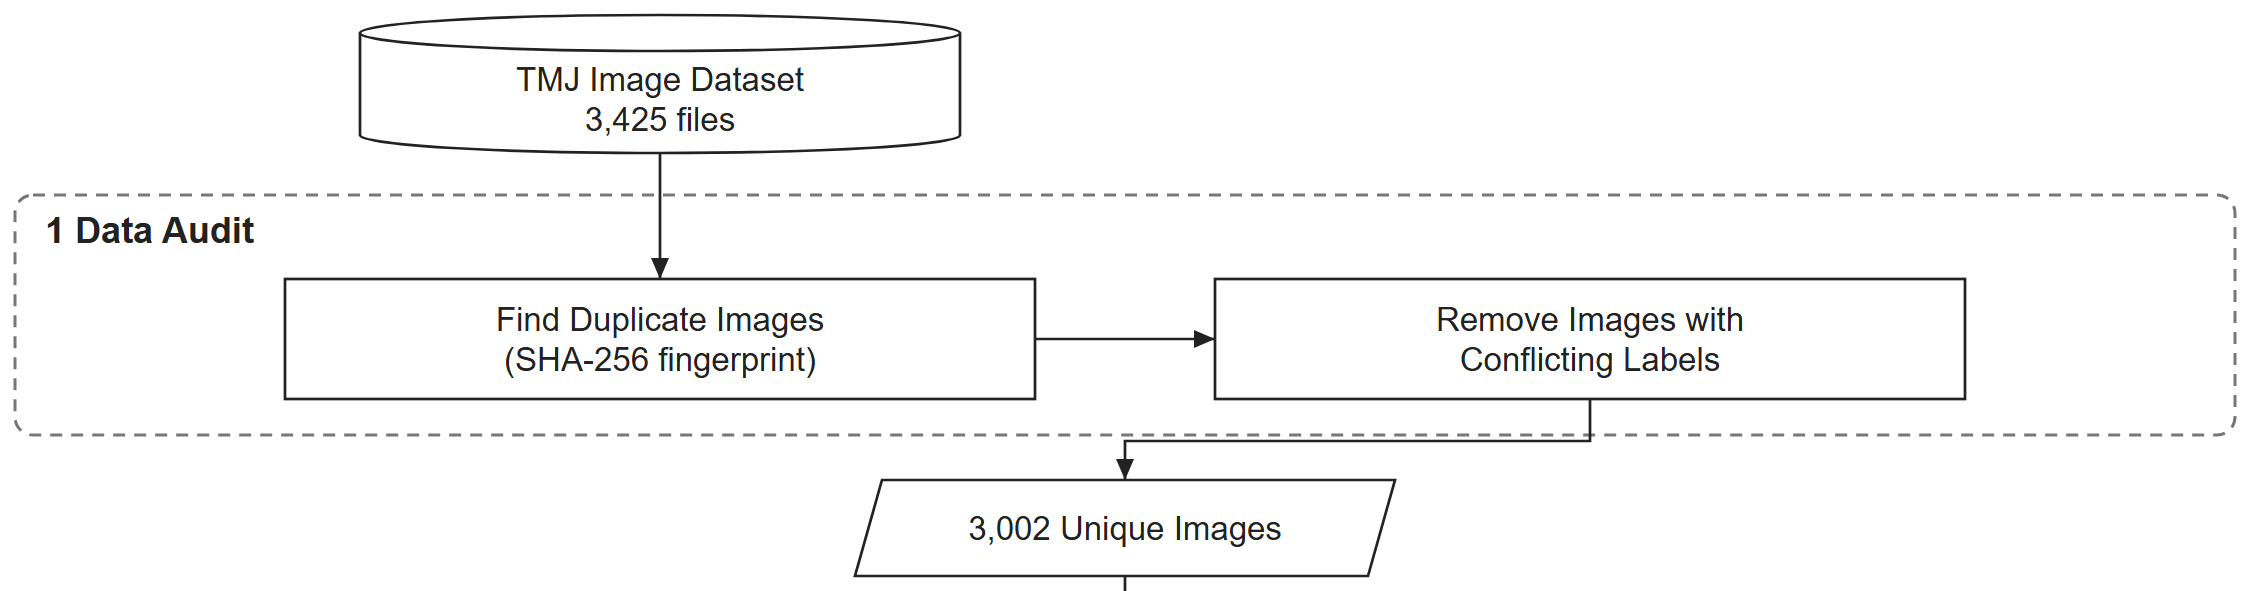 TMJ Image Dataset
3,425 files
1 Data Audit
Find Duplicate Images
(SHA-256 fingerprint)
Remove Images with
Conflicting Labels
3,002 Unique Images